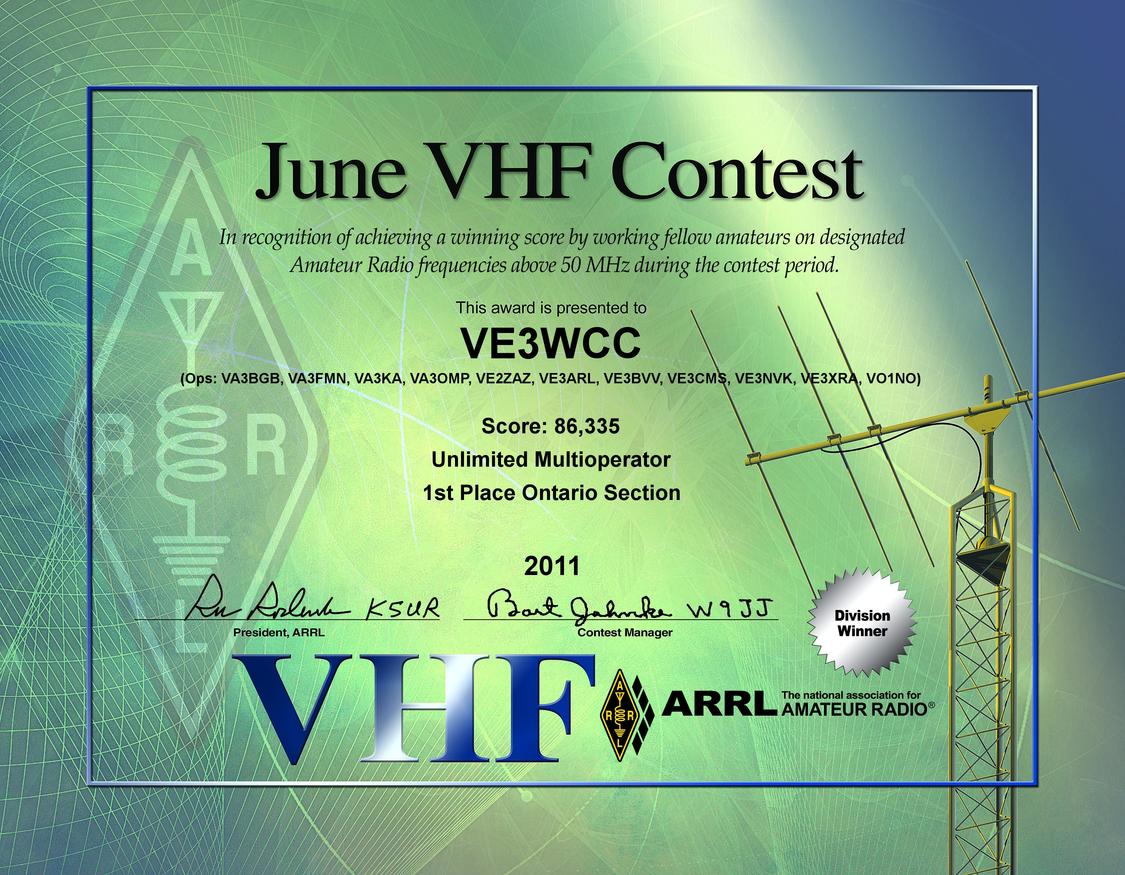 June VHF Contest
In recognition of achieving a winning score by working fellow amateurs on designated
Amateur Radio frequencies above 50 MHz during the contest period.
This award is presented to
VE3WCC
(Ops: VA3BGB, VA3FMN, VA3KA, VA3OMP, VE2ZAZ, VE3ARL, VE3BVV, VE3CMS, VE3NVK, VE3XRA, VO1NO)
Score: 86,335
Unlimited Multioperator
1st Place Ontario Section
2011
K5UR
Bart Jahnke W9JJ
President, ARRL
Contest Manager
Division
Winner
VHF
A
R R
L
ARRL
The national association for
AMATEUR RADIO®
A
R R
L